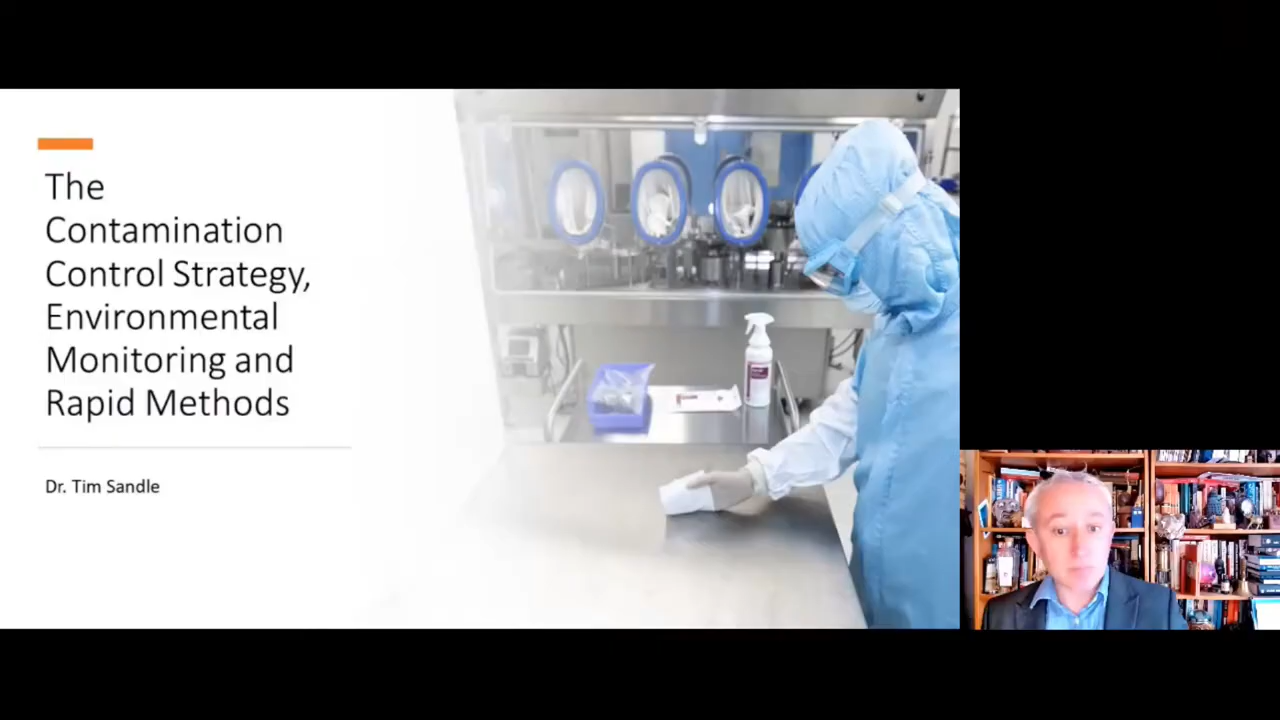 The
Contamination
Control Strategy,
Environmental
Monitoring and
Rapid Methods
Dr. Tim Sandle